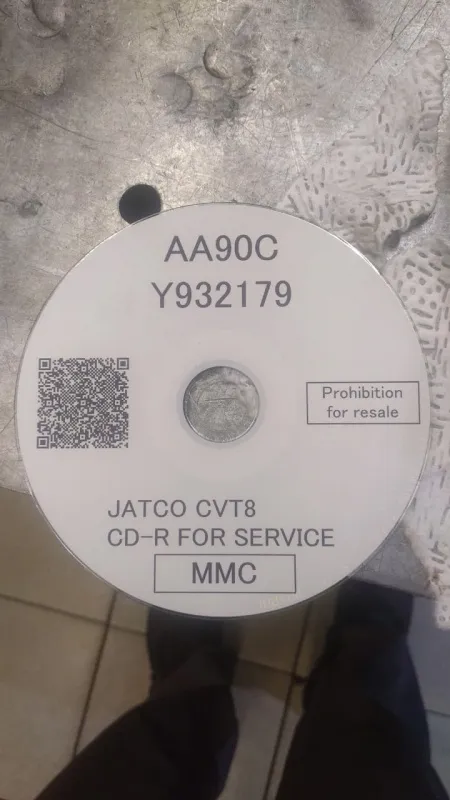 AA90C
Y932179
Prohibition
for resale
JATCO CVT8
CD-R FOR SERVICE
MMC